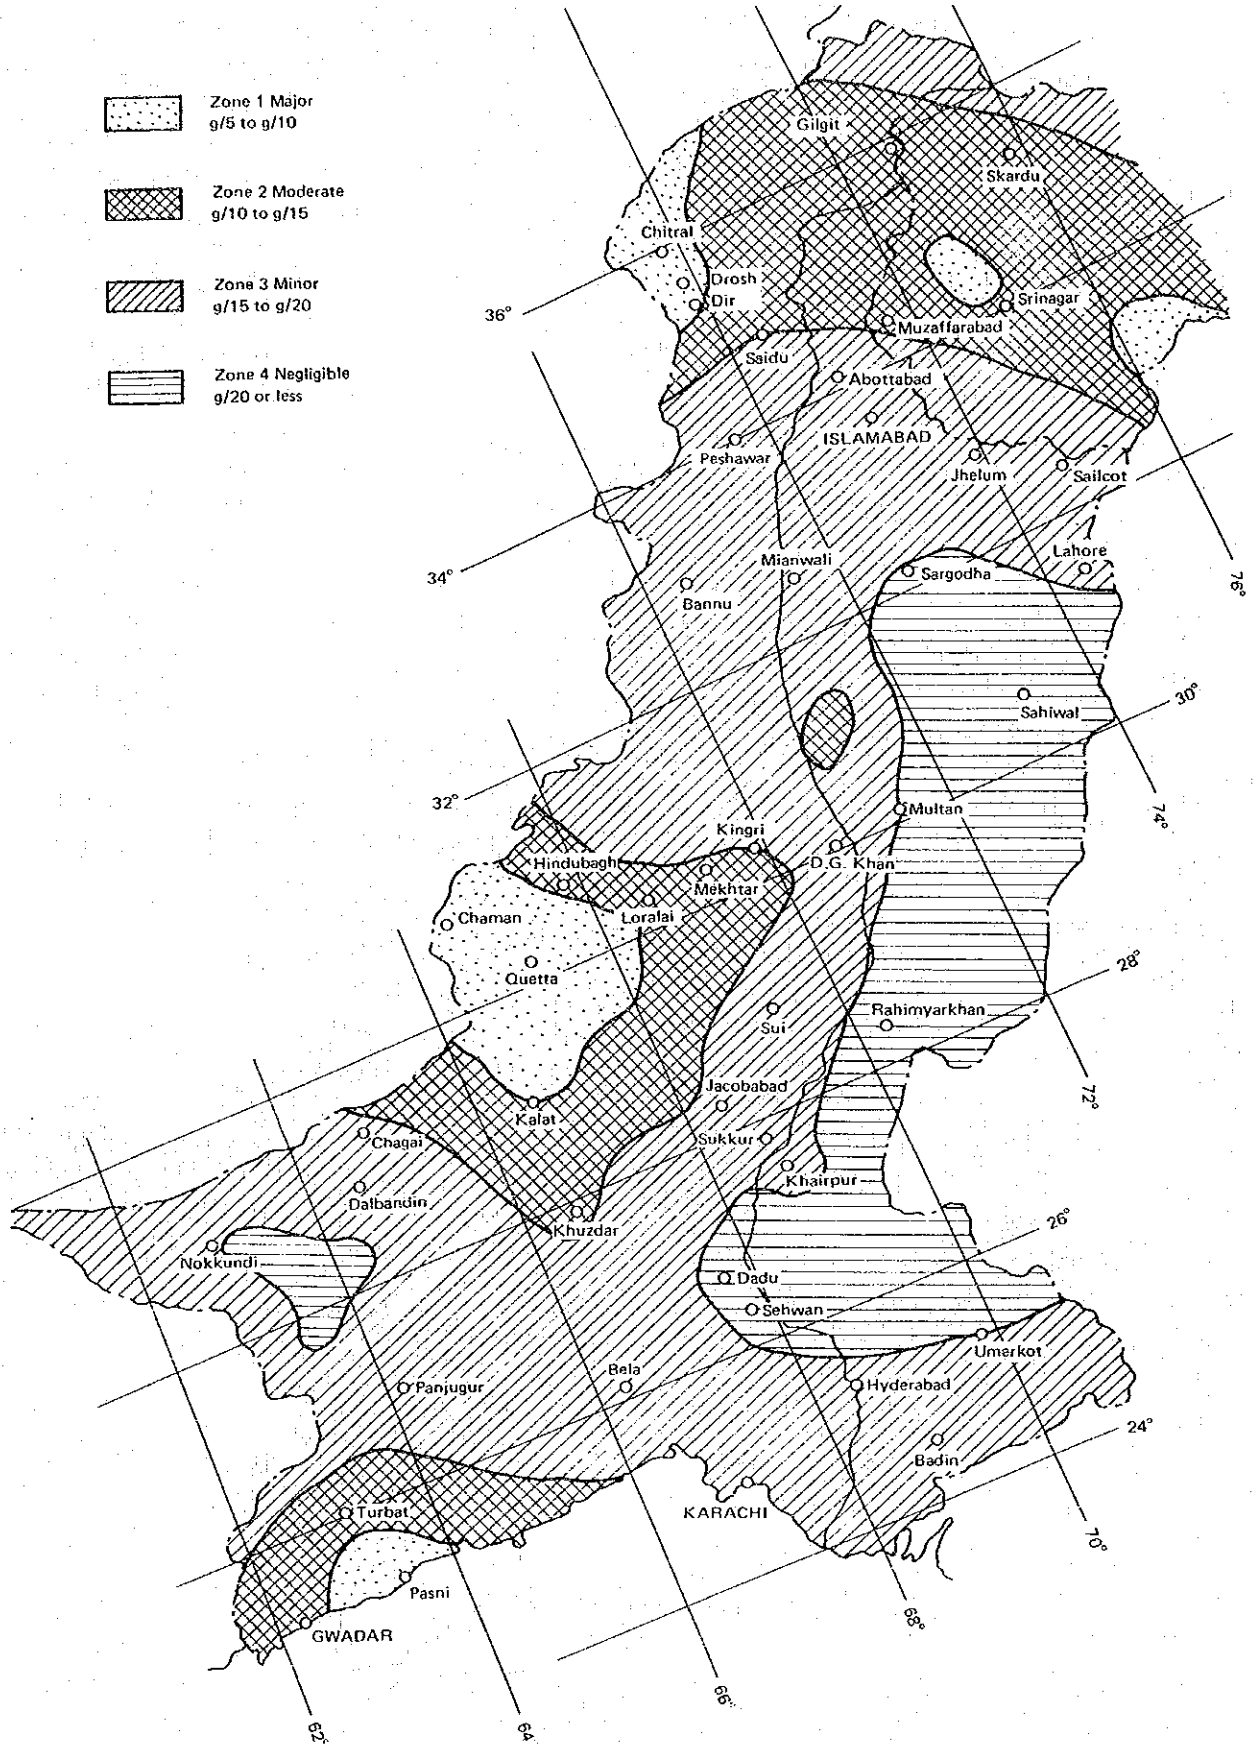 Zone 1 Major
g/5 to g/10
Zone 2 Moderate
g/10 to g/15
Zone 3 Minor
g/15 to g/20
Zone 4 Negligible
g/20 or less
Gilgit
Skardu
Chitral
Drosh
Dir
Srinagar
36°
Muzaffarabad
Saidu
Abottabad
ISLAMABAD
Peshawar
Jhelum
Sailcot
Lahore
34°
Mianwali
Sargodha
76°
Bannu
30°
Sahiwal
32°
Multan
74°
Kingri
Hindubagh
D.G. Khan
Mekhtar
Chaman
Loralai
28°
Quetta
Rahimyarkhan
Sui
Jacobabad
72°
Kalat
Chagai
Sukkur
Khairpur
Dalbandin
26°
Khuzdar
Nokkundi
Dadu
Sehwan
Umerkot
Bela
Panjugur
Hyderabad
24°
Badin
Turbat
KARACHI
70°
Pasni
GWADAR
68°
66°
62°
64°